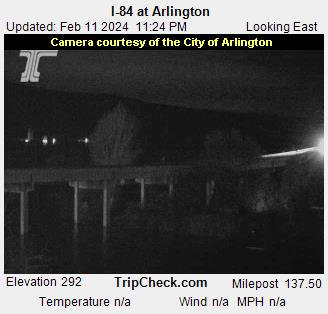 I-84 at Arlington
Updated: Feb 11 2024 11:24 PM Looking East
Camera courtesy of the City of Arlington
Elevation 292 TripCheck.com Milepost 137.50
Temperature n/a Wind n/a MPH n/a